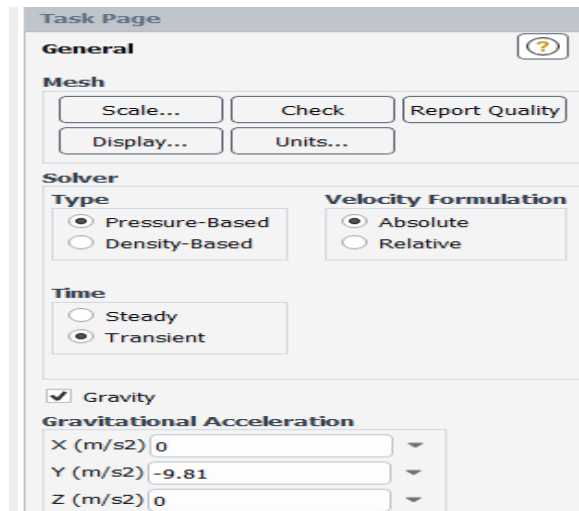 Task Page
General
?
Mesh
Scale... Check Report Quality
Display... Units...
Solver
Type Velocity Formulation
Pressure-Based Absolute
Density-Based Relative
Time
Steady
Transient
Gravity
Gravitational Acceleration
X (m/s2) 0
Y (m/s2) -9.81
Z (m/s2) 0